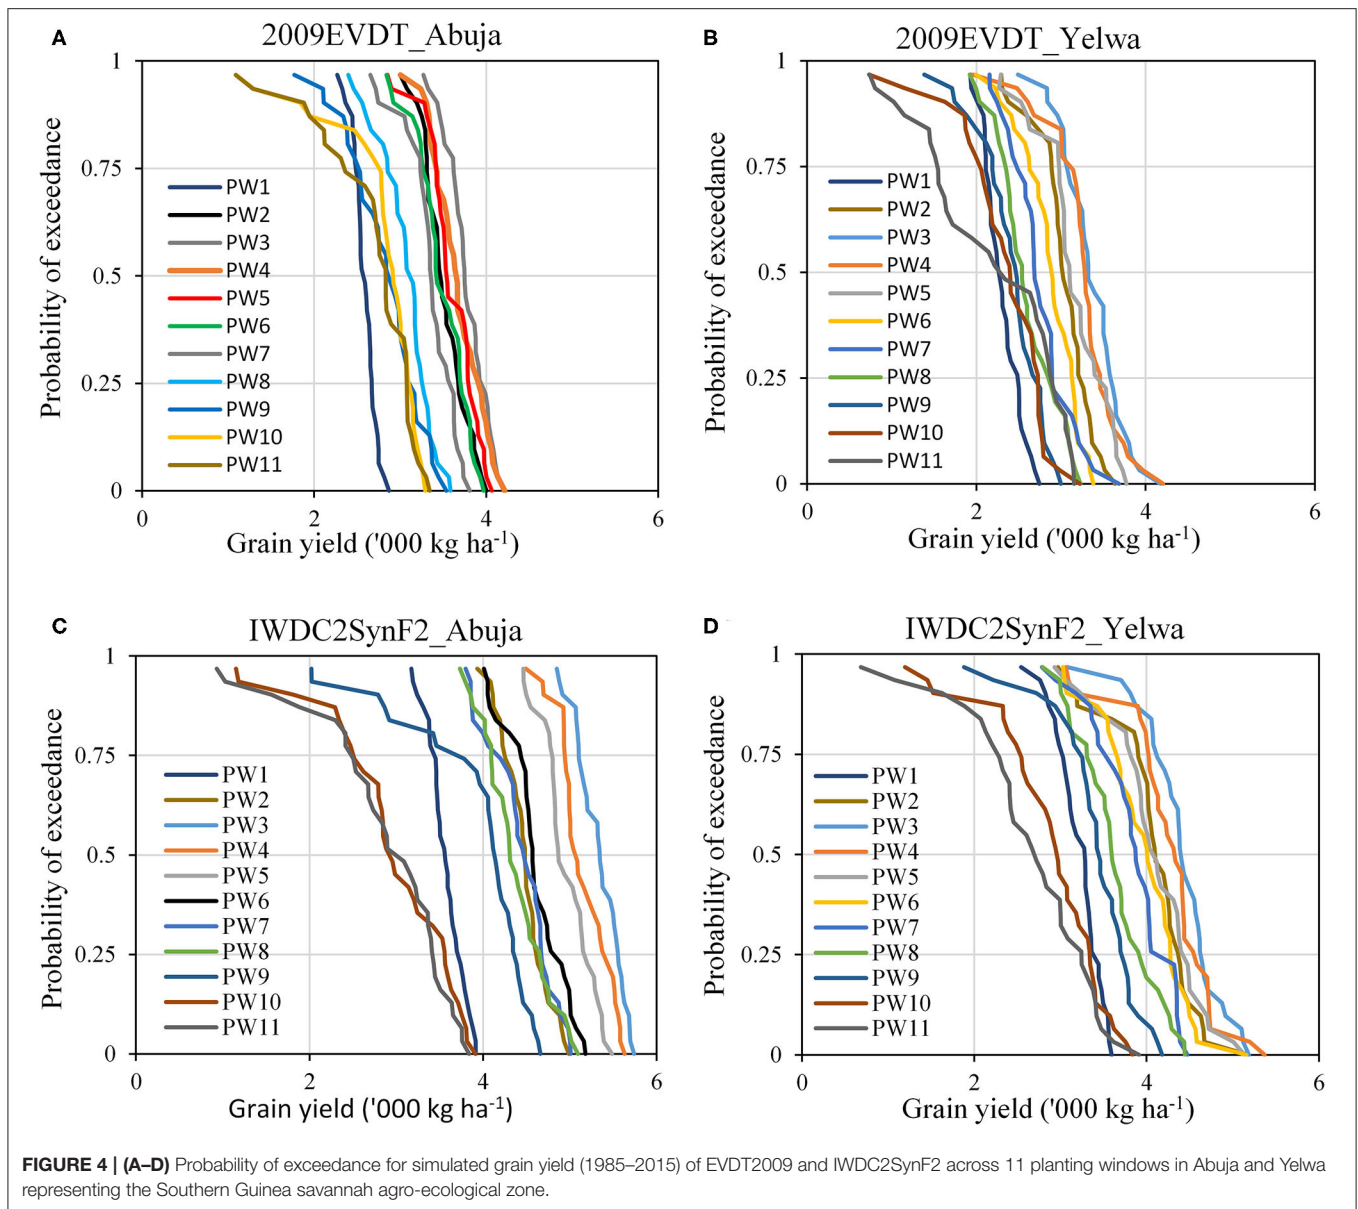 A
2009EVDT_Abuja
1
0.75
0.5
0.25
0
Probability of exceedance
PW1
PW2
PW3
PW4
PW5
PW6
PW7
PW8
PW9
PW10
PW11
0 2 4 6
Grain yield ('000 kg ha-1)
B
2009EVDT_Yelwa
1
0.75
0.5
0.25
0
Probability of exceedance
PW1
PW2
PW3
PW4
PW5
PW6
PW7
PW8
PW9
PW10
PW11
0 2 4 6
Grain yield ('000 kg ha-1)
C
IWDC2SynF2_Abuja
1
0.75
0.5
0.25
0
Probability of exceedance
PW1
PW2
PW3
PW4
PW5
PW6
PW7
PW8
PW9
PW10
PW11
0 2 4 6
Grain yield ('000 kg ha-1)
D
IWDC2SynF2_Yelwa
1
0.75
0.5
0.25
0
Probability of exceedance
PW1
PW2
PW3
PW4
PW5
PW6
PW7
PW8
PW9
PW10
PW11
0 2 4 6
Grain yield ('000 kg ha-1)
FIGURE 4 | (A–D) Probability of exceedance for simulated grain yield (1985–2015) of EVDT2009 and IWDC2SynF2 across 11 planting windows in Abuja and Yelwa
representing the Southern Guinea savannah agro-ecological zone.